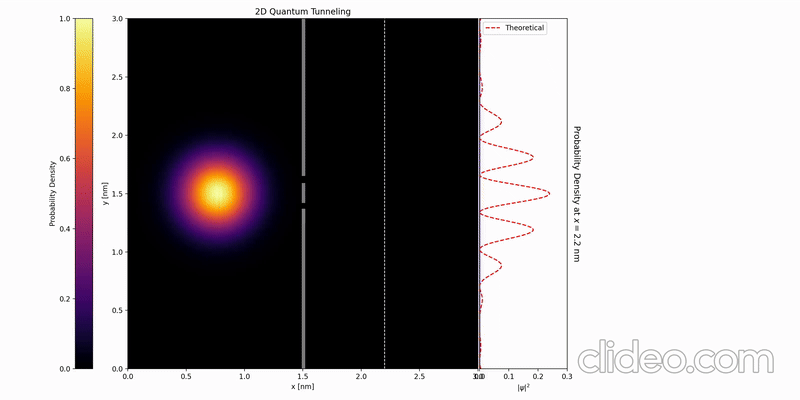 2D Quantum Tunneling
1.0
0.8
0.6
0.4
0.2
0.0
Probability Density
3.0
2.5
2.0
1.5
1.0
0.5
0.0
y [nm]
0.0 0.5 1.0 1.5 2.0 2.5 3.0
x [nm]
Theoretical
0.0 0.1 0.2 0.3
|ψ|²
Probability Density at x = 2.2 nm
clideo.com